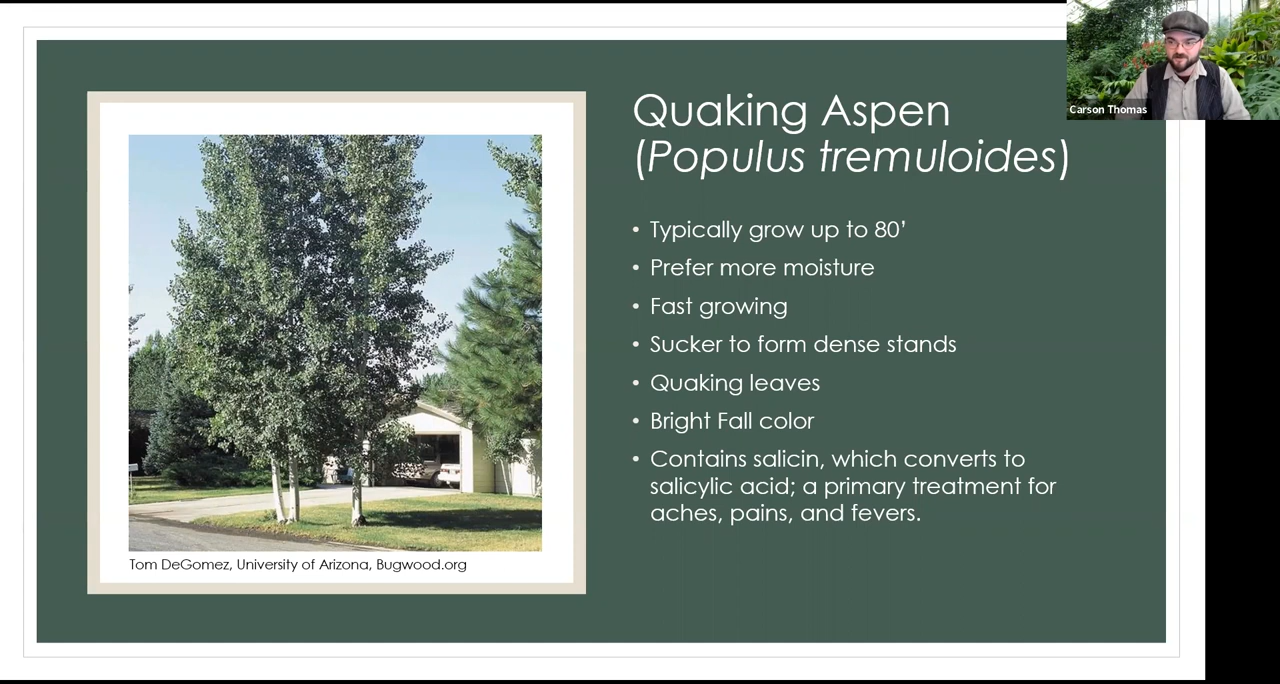 Carson Thomas
Quaking Aspen
(Populus tremuloides)
• Typically grow up to 80’
• Prefer more moisture
• Fast growing
• Sucker to form dense stands
• Quaking leaves
• Bright Fall color
• Contains salicin, which converts to
salicylic acid; a primary treatment for
aches, pains, and fevers.
Tom DeGomez, University of Arizona, Bugwood.org